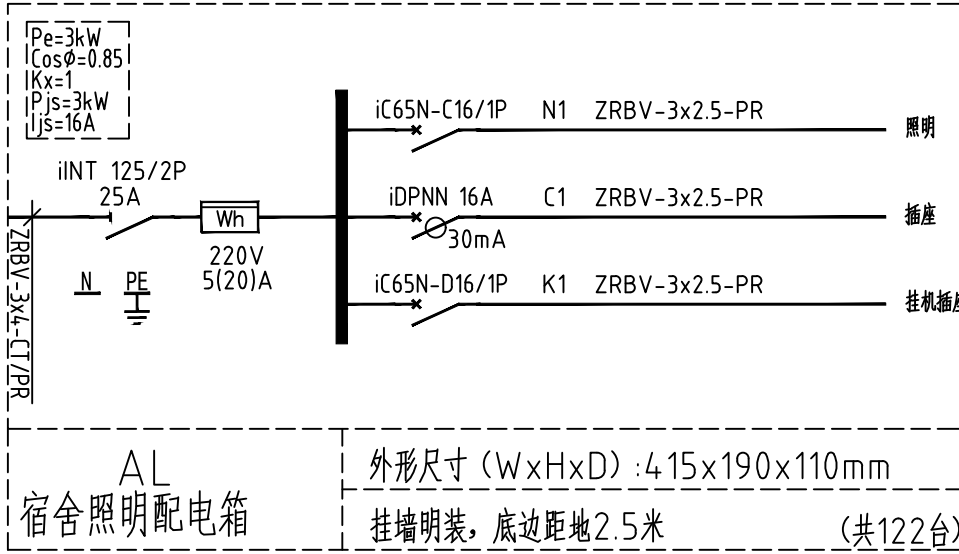 Pe=3kW
CosΦ=0.85
Kx=1
Pjs=3kW
Ijs=16A
iC65N-C16/1P N1 ZRBV-3x2.5-PR 照明
iINT 125/2P
25A
Wh
220V
5(20)A
iDPNN 16A C1 ZRBV-3x2.5-PR 插座
30mA
N PE
iC65N-D16/1P K1 ZRBV-3x2.5-PR 挂机插座
ZRBV-3x4-CT/PR
AL
宿舍照明配电箱
外形尺寸(WxHxD):415x190x110mm
挂墙明装，底边距地2.5米 (共122台)